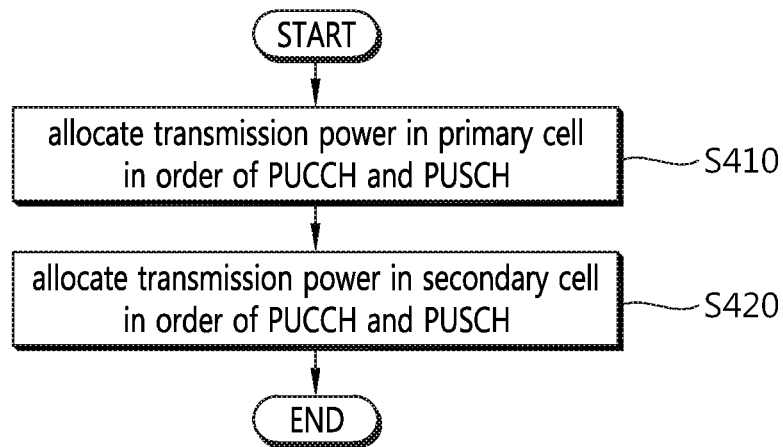 START
allocate transmission power in primary cell
in order of PUCCH and PUSCH
S410
allocate transmission power in secondary cell
in order of PUCCH and PUSCH
S420
END